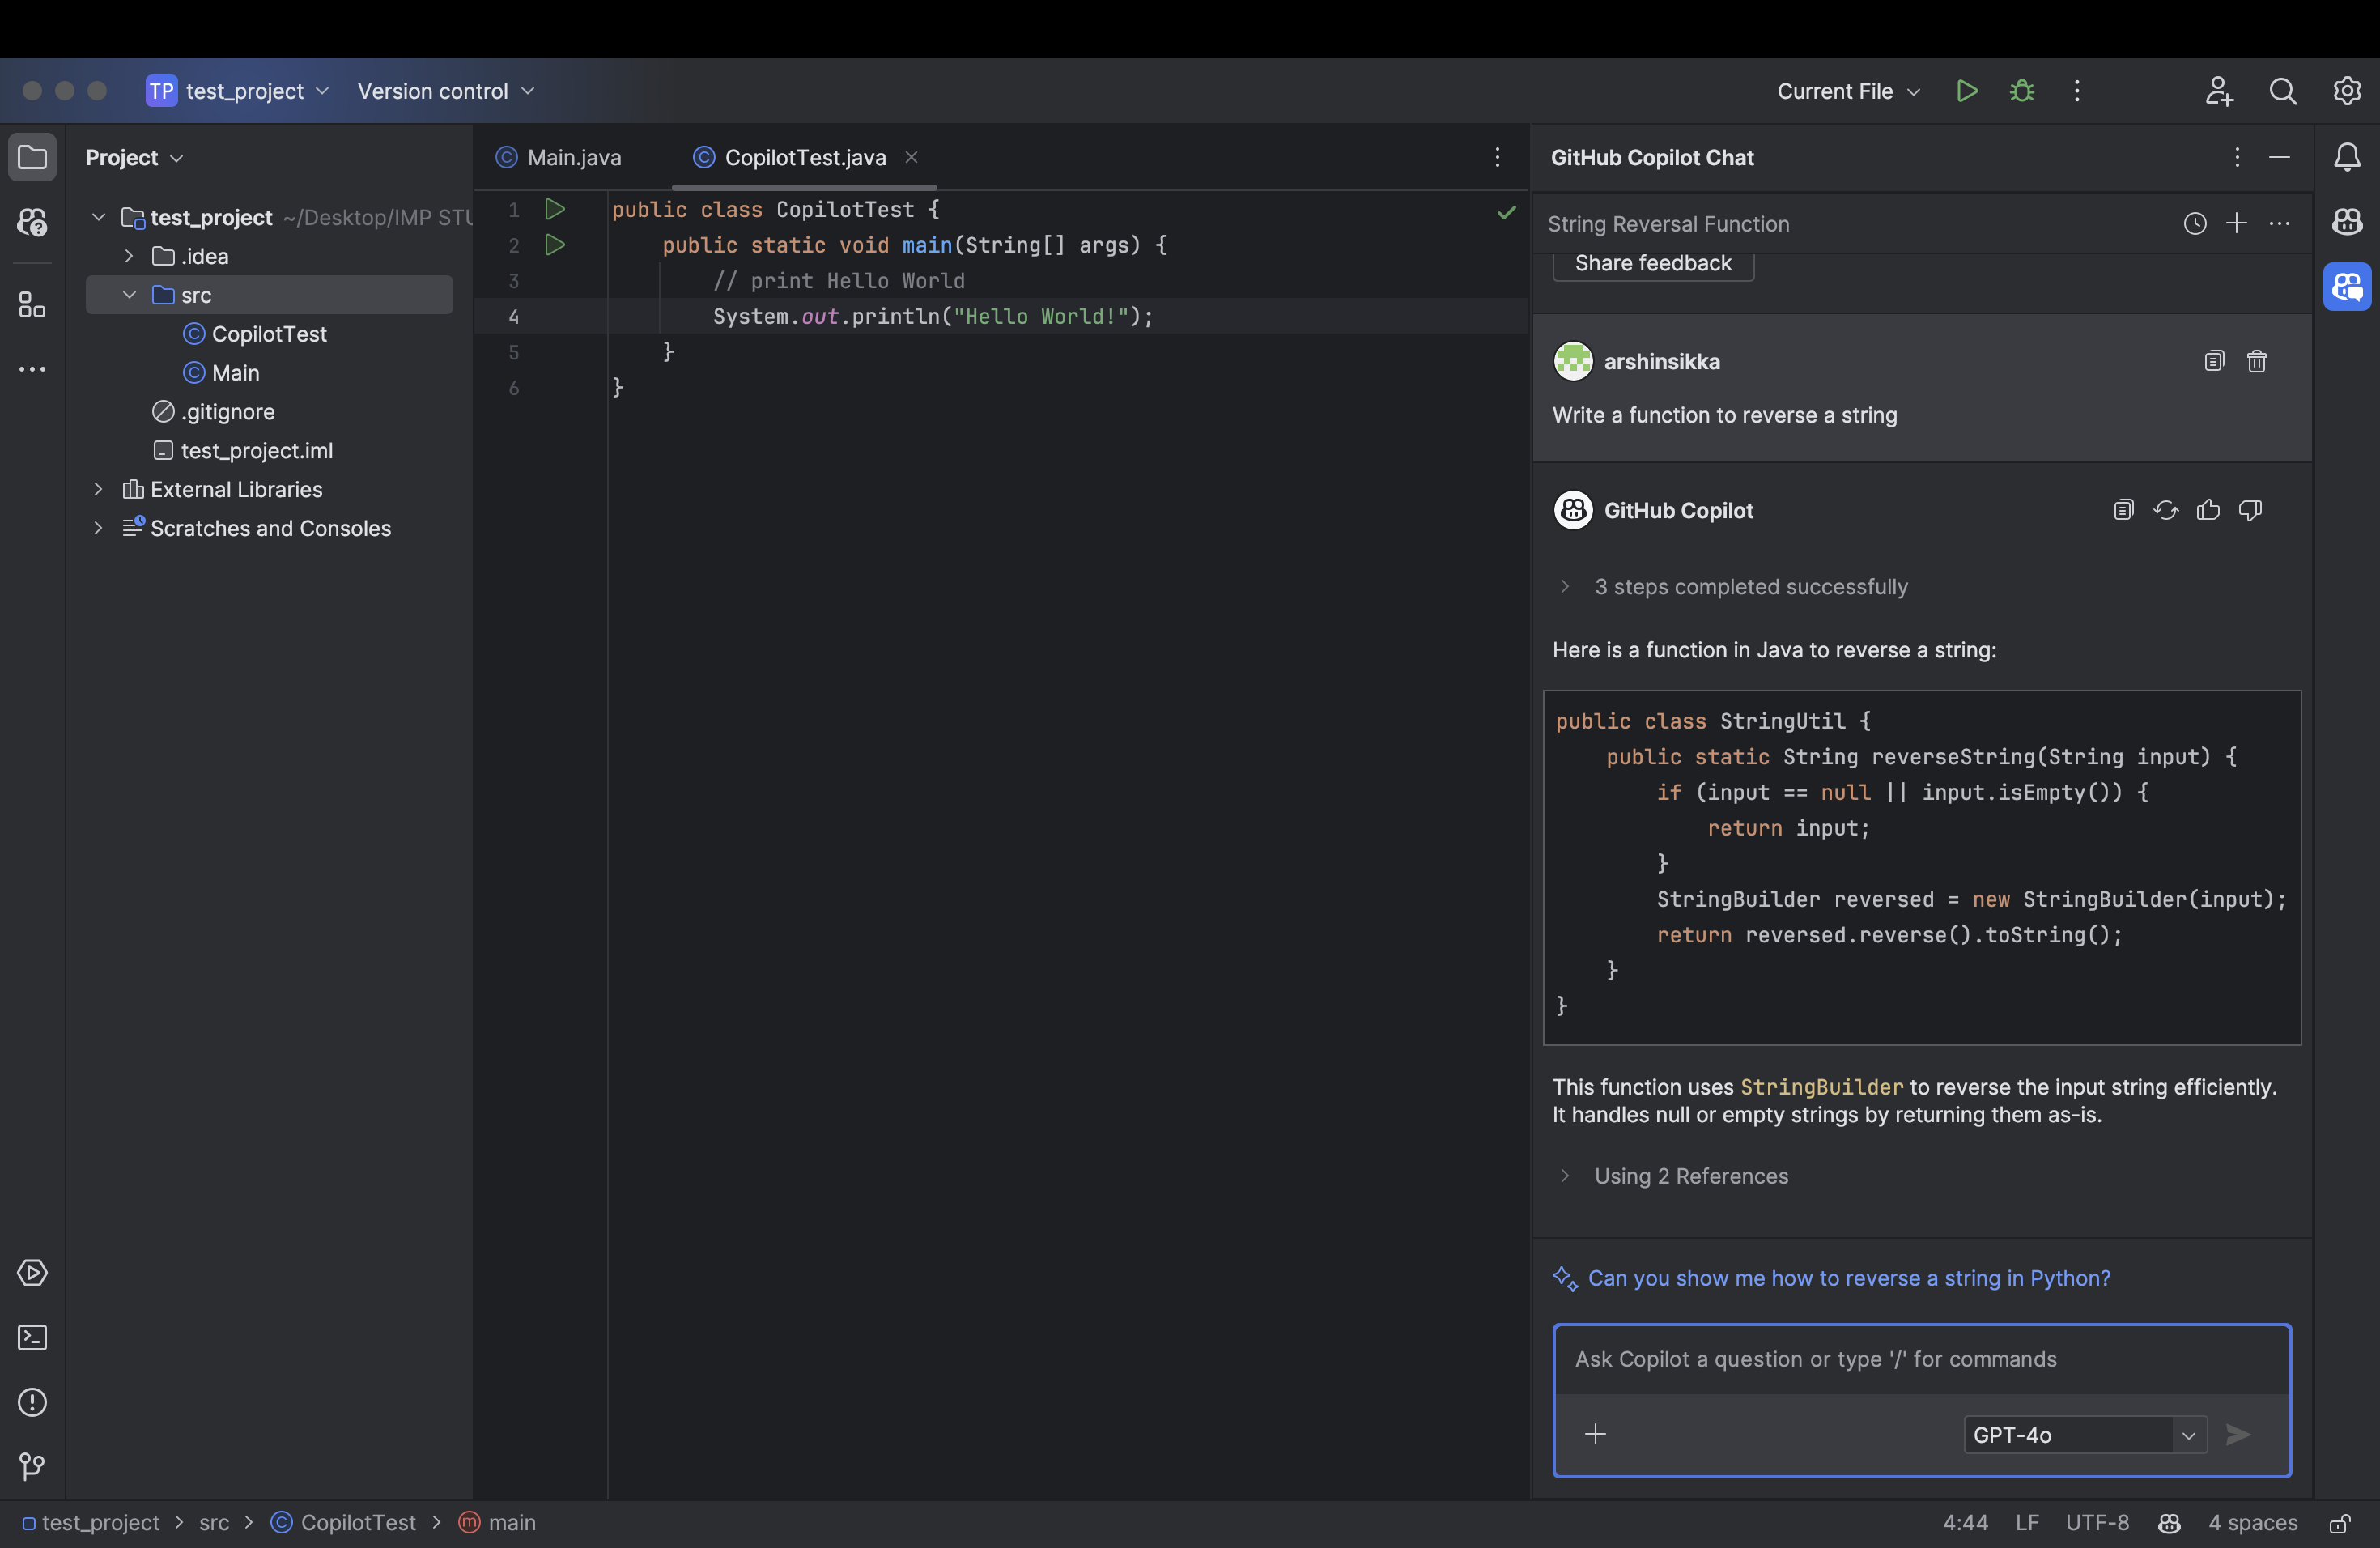 TP test_project Version control Current File
Project
test_project ~/Desktop/IMP STU
.idea
src
CopilotTest
Main
.gitignore
test_project.iml
External Libraries
Scratches and Consoles
Main.java CopilotTest.java
1 public class CopilotTest {
2     public static void main(String[] args) {
3         // print Hello World
4         System.out.println("Hello World!");
5     }
6 }
GitHub Copilot Chat
String Reversal Function
Share feedback
arshinsikka
Write a function to reverse a string
GitHub Copilot
3 steps completed successfully
Here is a function in Java to reverse a string:
public class StringUtil {
    public static String reverseString(String input) {
        if (input == null || input.isEmpty()) {
            return input;
        }
        StringBuilder reversed = new StringBuilder(input);
        return reversed.reverse().toString();
    }
}
This function uses StringBuilder to reverse the input string efficiently.
It handles null or empty strings by returning them as-is.
Using 2 References
Can you show me how to reverse a string in Python?
Ask Copilot a question or type '/' for commands
GPT-4o
test_project > src > CopilotTest > main 4:44 LF UTF-8 4 spaces